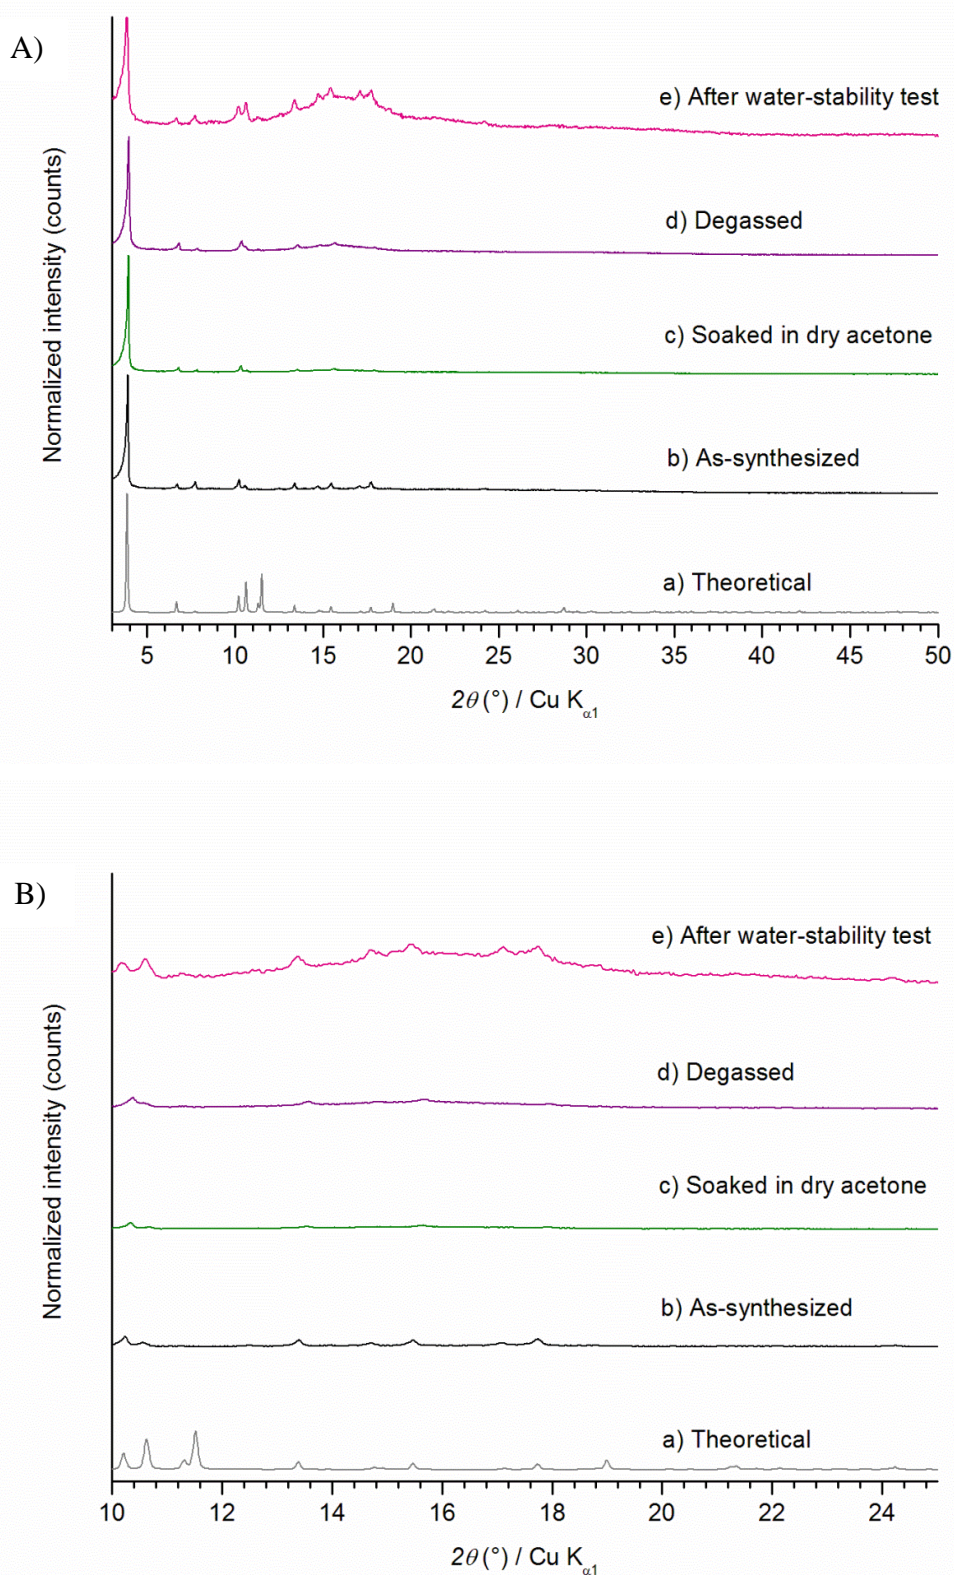 A)
Normalized intensity (counts)
e) After water-stability test
d) Degassed
c) Soaked in dry acetone
b) As-synthesized
a) Theoretical
5 10 15 20 25 30 35 40 45 50
2θ (°) / Cu Kα1
B)
Normalized intensity (counts)
e) After water-stability test
d) Degassed
c) Soaked in dry acetone
b) As-synthesized
a) Theoretical
10 12 14 16 18 20 22 24
2θ (°) / Cu Kα1